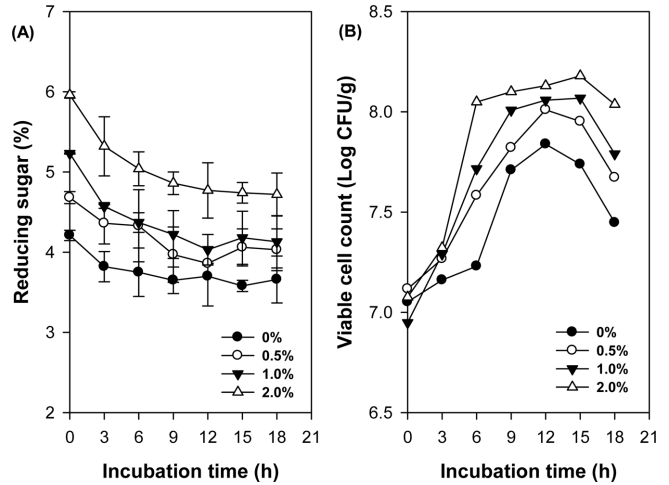 (A)
7
6
5
4
3
2
Reducing sugar (%)
0 3 6 9 12 15 18 21
Incubation time (h)
0%
0.5%
1.0%
2.0%
(B)
8.5
8.0
7.5
7.0
6.5
Viable cell count (Log CFU/g)
0 3 6 9 12 15 18 21
Incubation time (h)
0%
0.5%
1.0%
2.0%